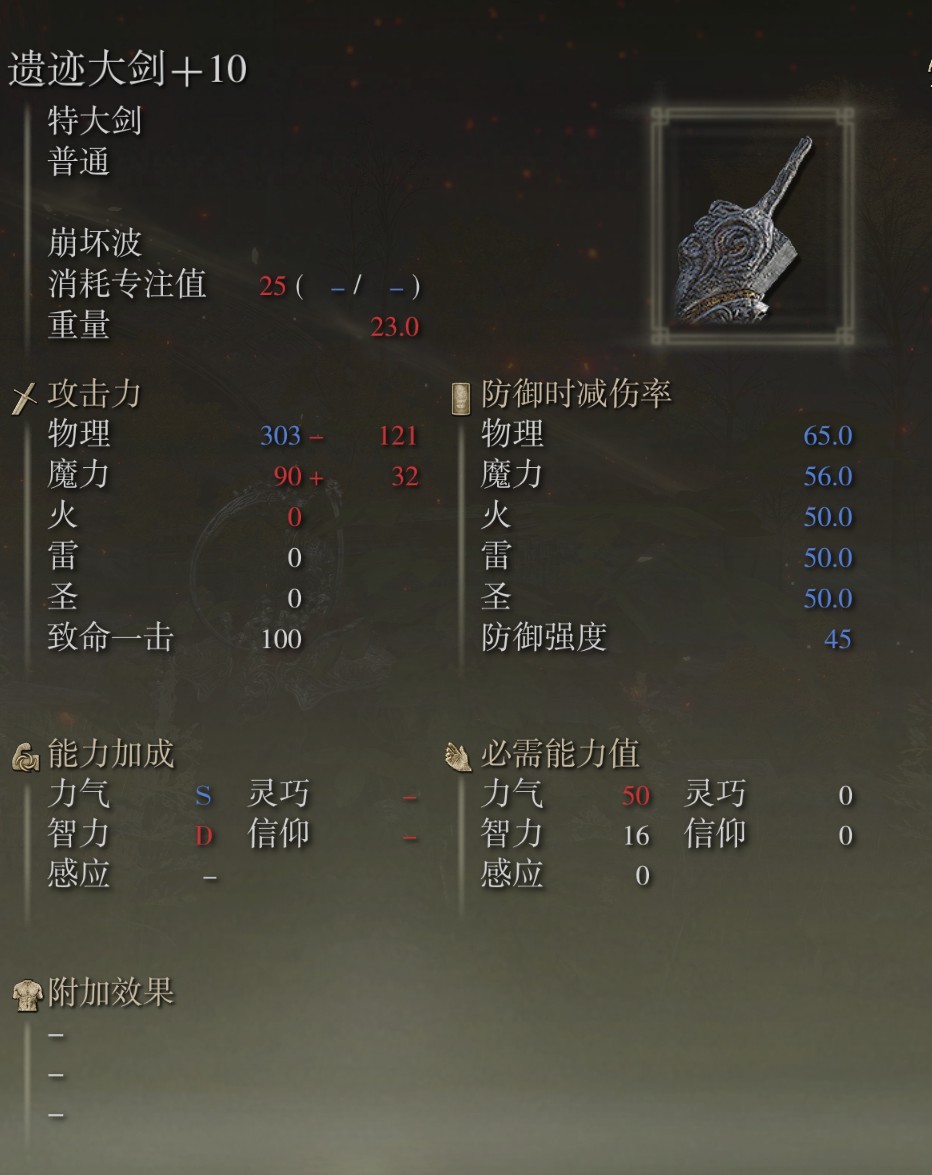 遗迹大剑+10
特大剑
普通
崩坏波
消耗专注值 25 ( – / – )
重量 23.0
攻击力
物理 303 – 121
魔力 90 + 32
火 0
雷 0
圣 0
致命一击 100
防御时减伤率
物理 65.0
魔力 56.0
火 50.0
雷 50.0
圣 50.0
防御强度 45
能力加成
力气 S 灵巧 –
智力 D 信仰 –
感应 –
必需能力值
力气 50 灵巧 0
智力 16 信仰 0
感应 0
附加效果
–
–
–